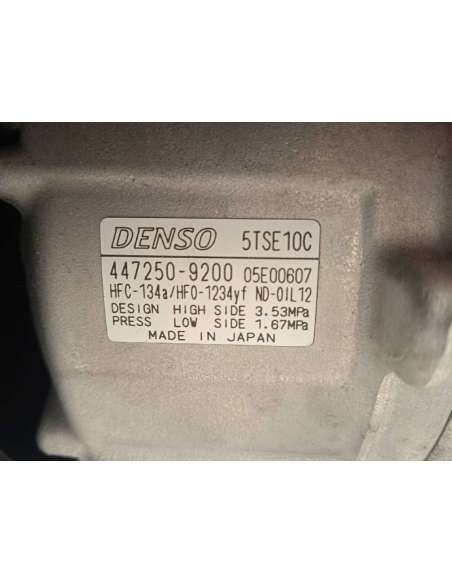 DENSO 5TSE10C
447250-9200 05E00607
HFC-134a/HFO-1234yf ND-OIL12
DESIGN HIGH SIDE 3.53MPa
PRESS LOW SIDE 1.67MPa
MADE IN JAPAN